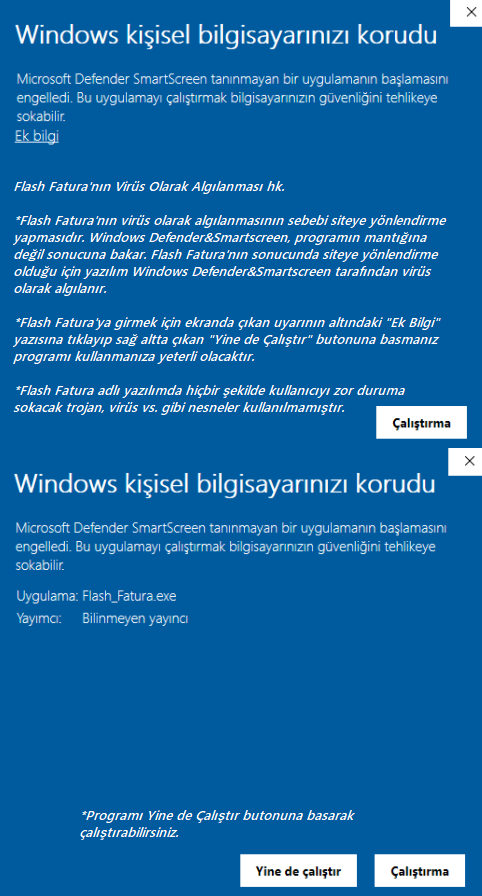 Windows kişisel bilgisayarınızı korudu
Microsoft Defender SmartScreen tanınmayan bir uygulamanın başlamasını
engelledi. Bu uygulamayı çalıştırmak bilgisayarınızın güvenliğini tehlikeye
sokabilir.
Ek bilgi
Flash Fatura'nın Virüs Olarak Algılanması hk.
*Flash Fatura'nın virüs olarak algılanmasının sebebi siteye yönlendirme
yapmasıdır. Windows Defender&Smartscreen, programın mantığına
değil sonucuna bakar. Flash Fatura'nın sonucunda siteye yönlendirme
olduğu için yazılım Windows Defender&Smartscreen tarafından virüs
olarak algılanır.
*Flash Fatura'ya girmek için ekranda çıkan uyarının altındaki "Ek Bilgi"
yazısına tıklayıp sağ altta çıkan "Yine de Çalıştır" butonuna basmanız
programı kullanmanıza yeterli olacaktır.
*Flash Fatura adlı yazılımda hiçbir şekilde kullanıcıyı zor duruma
sokacak trojan, virüs vs. gibi nesneler kullanılmamıştır.
Çalıştırma
Windows kişisel bilgisayarınızı korudu
Microsoft Defender SmartScreen tanınmayan bir uygulamanın başlamasını
engelledi. Bu uygulamayı çalıştırmak bilgisayarınızın güvenliğini tehlikeye
sokabilir.
Uygulama: Flash_Fatura.exe
Yayımcı: Bilinmeyen yayıncı
*Programı Yine de Çalıştır butonuna basarak
çalıştırabilirsiniz.
Yine de çalıştır Çalıştırma